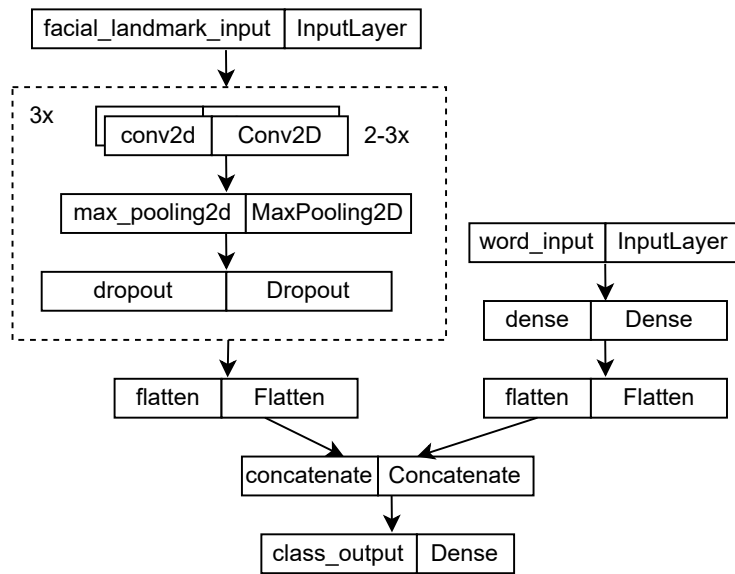 facial_landmark_input InputLayer
3x
conv2d Conv2D 2-3x
max_pooling2d MaxPooling2D
dropout Dropout
flatten Flatten
word_input InputLayer
dense Dense
flatten Flatten
concatenate Concatenate
class_output Dense